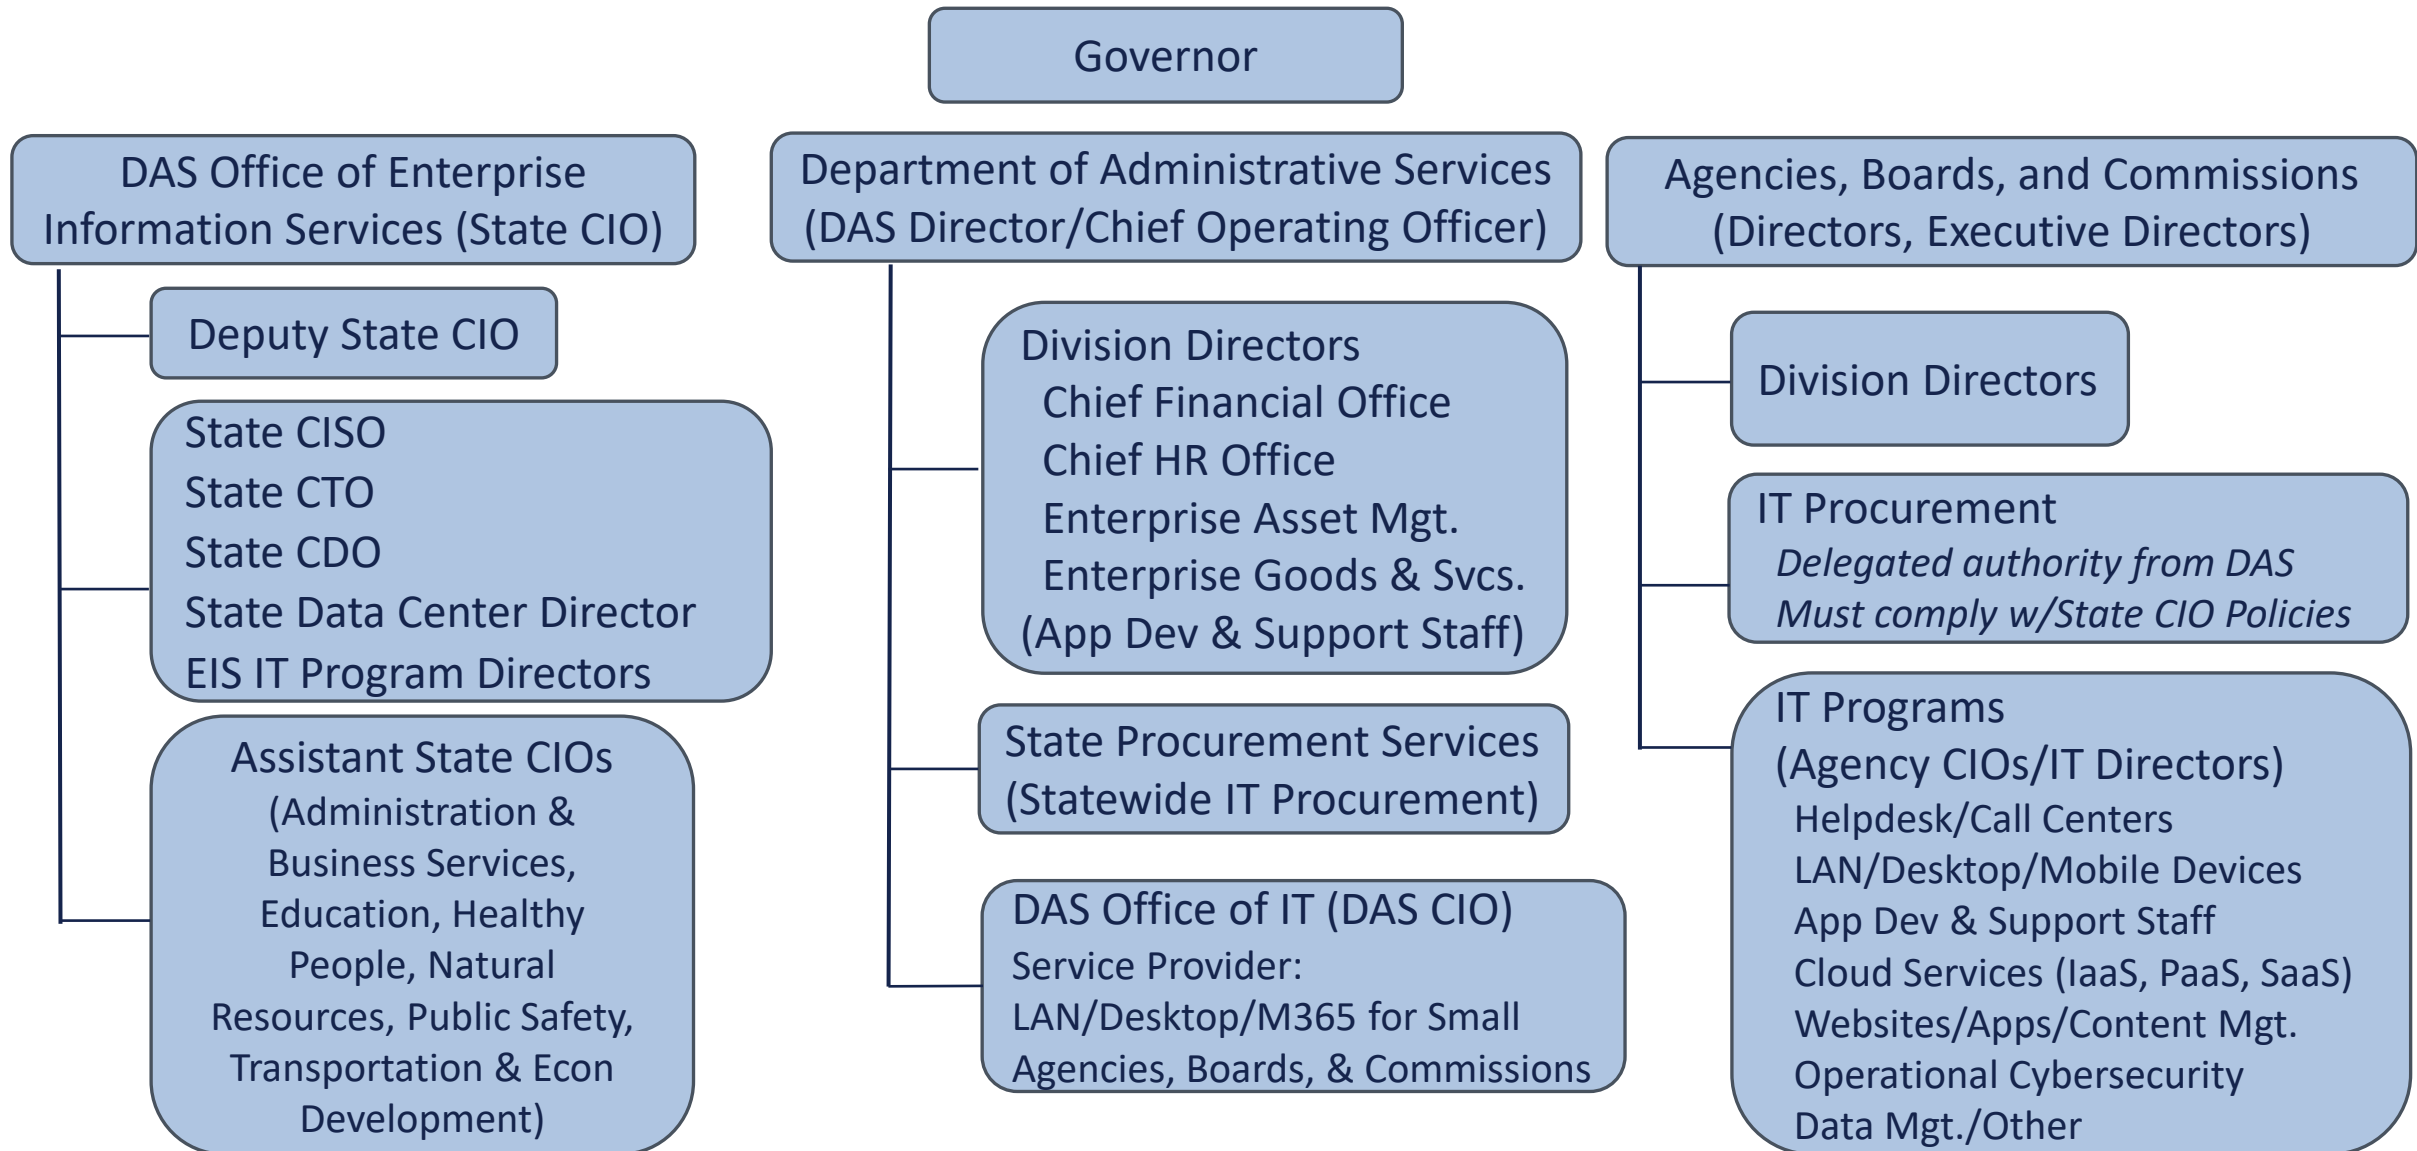 Governor
DAS Office of Enterprise
Information Services (State CIO)
Deputy State CIO
State CISO
State CTO
State CDO
State Data Center Director
EIS IT Program Directors
Assistant State CIOs
(Administration &
Business Services,
Education, Healthy
People, Natural
Resources, Public Safety,
Transportation & Econ
Development)
Department of Administrative Services
(DAS Director/Chief Operating Officer)
Division Directors
Chief Financial Office
Chief HR Office
Enterprise Asset Mgt.
Enterprise Goods & Svcs.
(App Dev & Support Staff)
State Procurement Services
(Statewide IT Procurement)
DAS Office of IT (DAS CIO)
Service Provider:
LAN/Desktop/M365 for Small
Agencies, Boards, & Commissions
Agencies, Boards, and Commissions
(Directors, Executive Directors)
Division Directors
IT Procurement
Delegated authority from DAS
Must comply w/State CIO Policies
IT Programs
(Agency CIOs/IT Directors)
Helpdesk/Call Centers
LAN/Desktop/Mobile Devices
App Dev & Support Staff
Cloud Services (IaaS, PaaS, SaaS)
Websites/Apps/Content Mgt.
Operational Cybersecurity
Data Mgt./Other